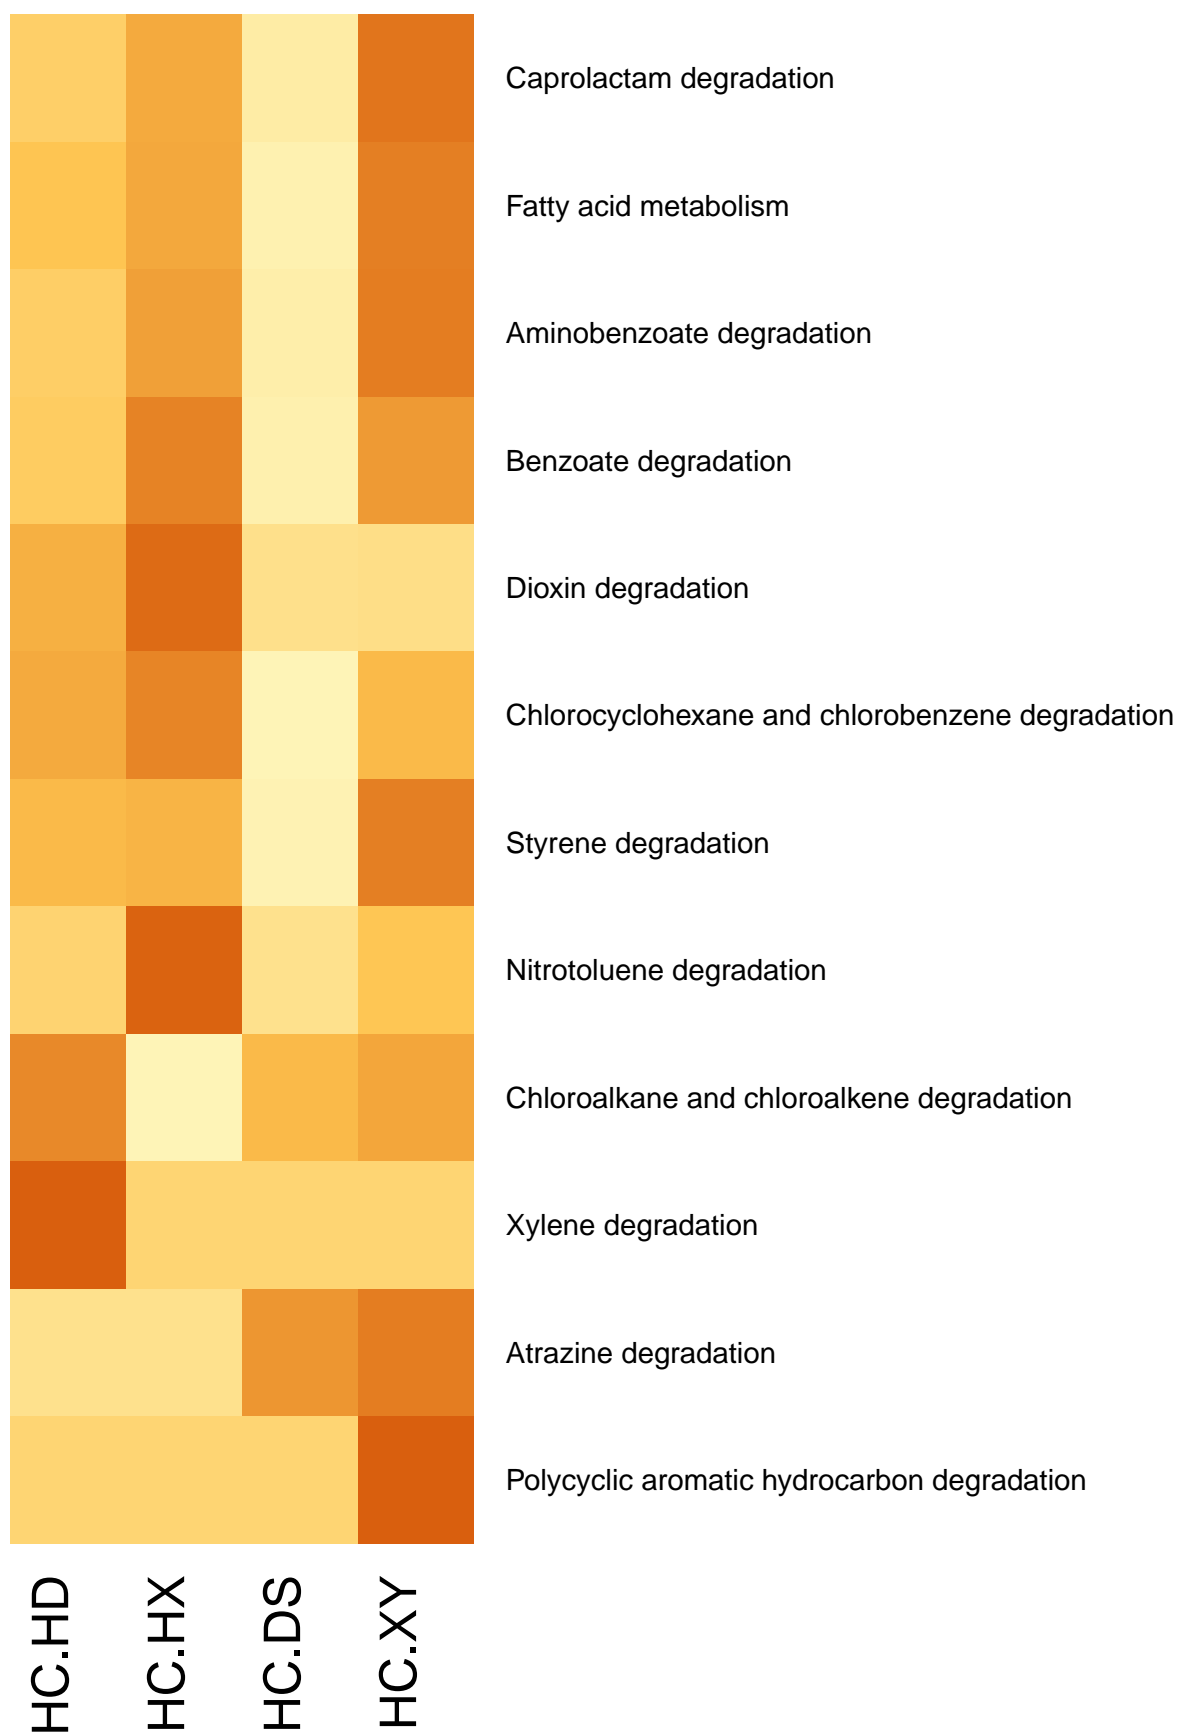 Caprolactam degradation
Fatty acid metabolism
Aminobenzoate degradation
Benzoate degradation
Dioxin degradation
Chlorocyclohexane and chlorobenzene degradation
Styrene degradation
Nitrotoluene degradation
Chloroalkane and chloroalkene degradation
Xylene degradation
Atrazine degradation
Polycyclic aromatic hydrocarbon degradation
HC.HD
HC.HX
HC.DS
HC.XY